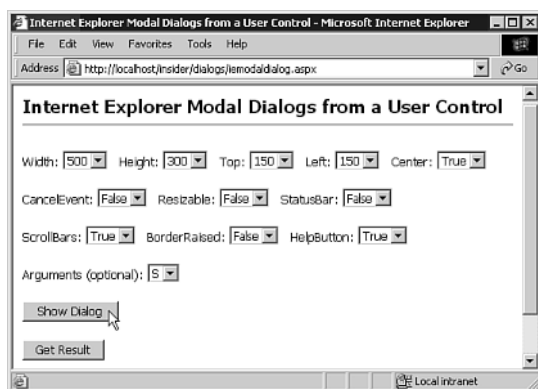 Internet Explorer Modal Dialogs from a User Control - Microsoft Internet Explorer
File Edit View Favorites Tools Help
Address http://localhost/insider/dialogs/iemodaldialog.aspx Go
Internet Explorer Modal Dialogs from a User Control
Width: 500 Height: 300 Top: 150 Left: 150 Center: True
CancelEvent: False Resizable: False StatusBar: False
ScrollBars: True BorderRaised: False HelpButton: True
Arguments (optional): S
Show Dialog
Get Result
Local intranet